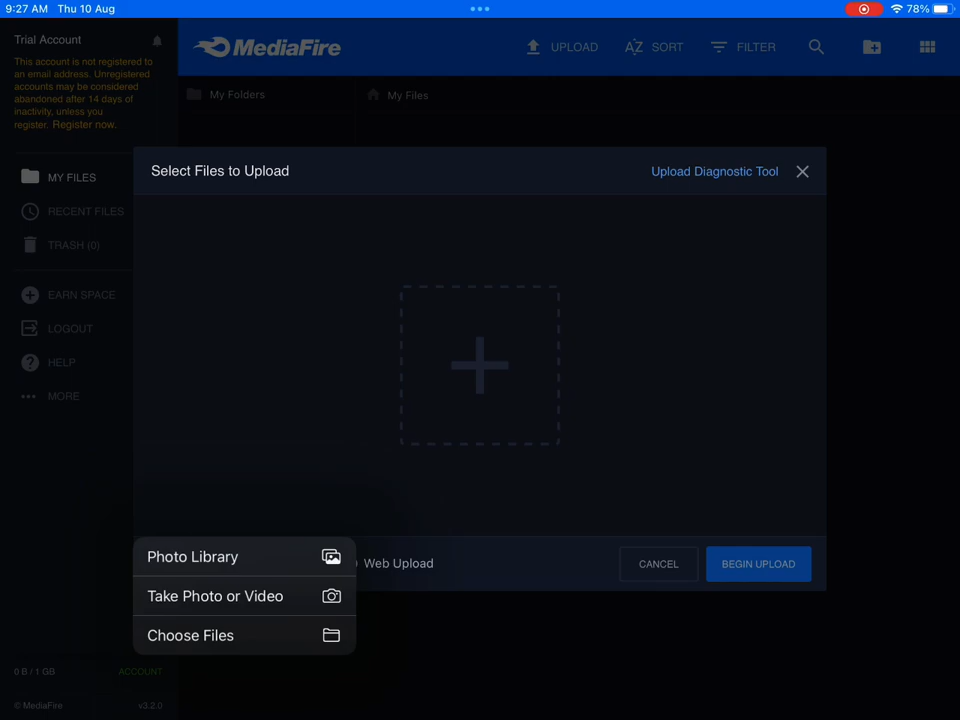 9:27 AM Thu 10 Aug
78%
Trial Account
This account is not registered to
an email address. Unregistered
accounts may be considered
abandoned after 14 days of
inactivity, unless you
register. Register now.
MediaFire
UPLOAD
SORT
FILTER
My Folders
My Files
MY FILES
RECENT FILES
TRASH (0)
EARN SPACE
LOGOUT
HELP
MORE
Select Files to Upload
Upload Diagnostic Tool
Photo Library
Take Photo or Video
Choose Files
Web Upload
CANCEL
BEGIN UPLOAD
0 B / 1 GB
ACCOUNT
© MediaFire
v3.2.0